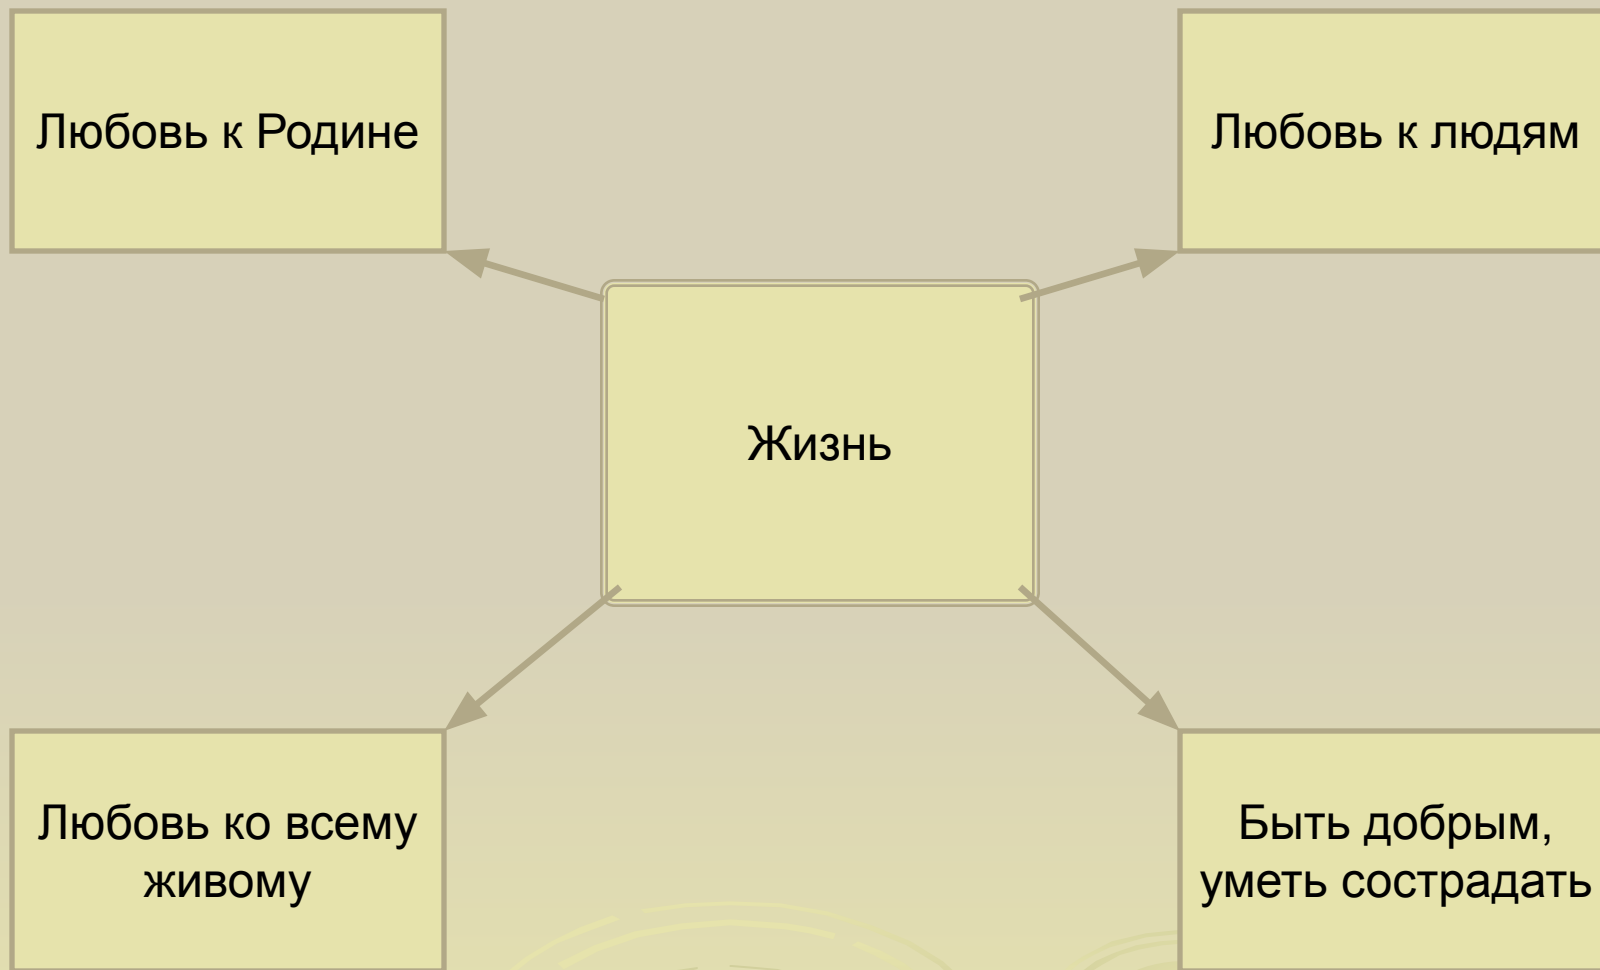 Любовь к Родине
Любовь к людям
Жизнь
Любовь ко всему
живому
Быть добрым,
уметь сострадать